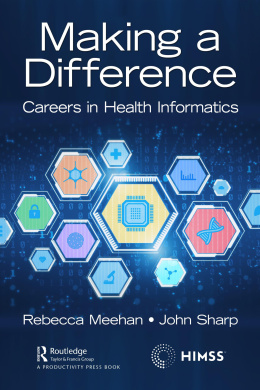 Making a
Difference
Careers in Health Informatics
Rebecca Meehan • John Sharp
Routledge
Taylor & Francis Group
A PRODUCTIVITY PRESS BOOK
HIMSS